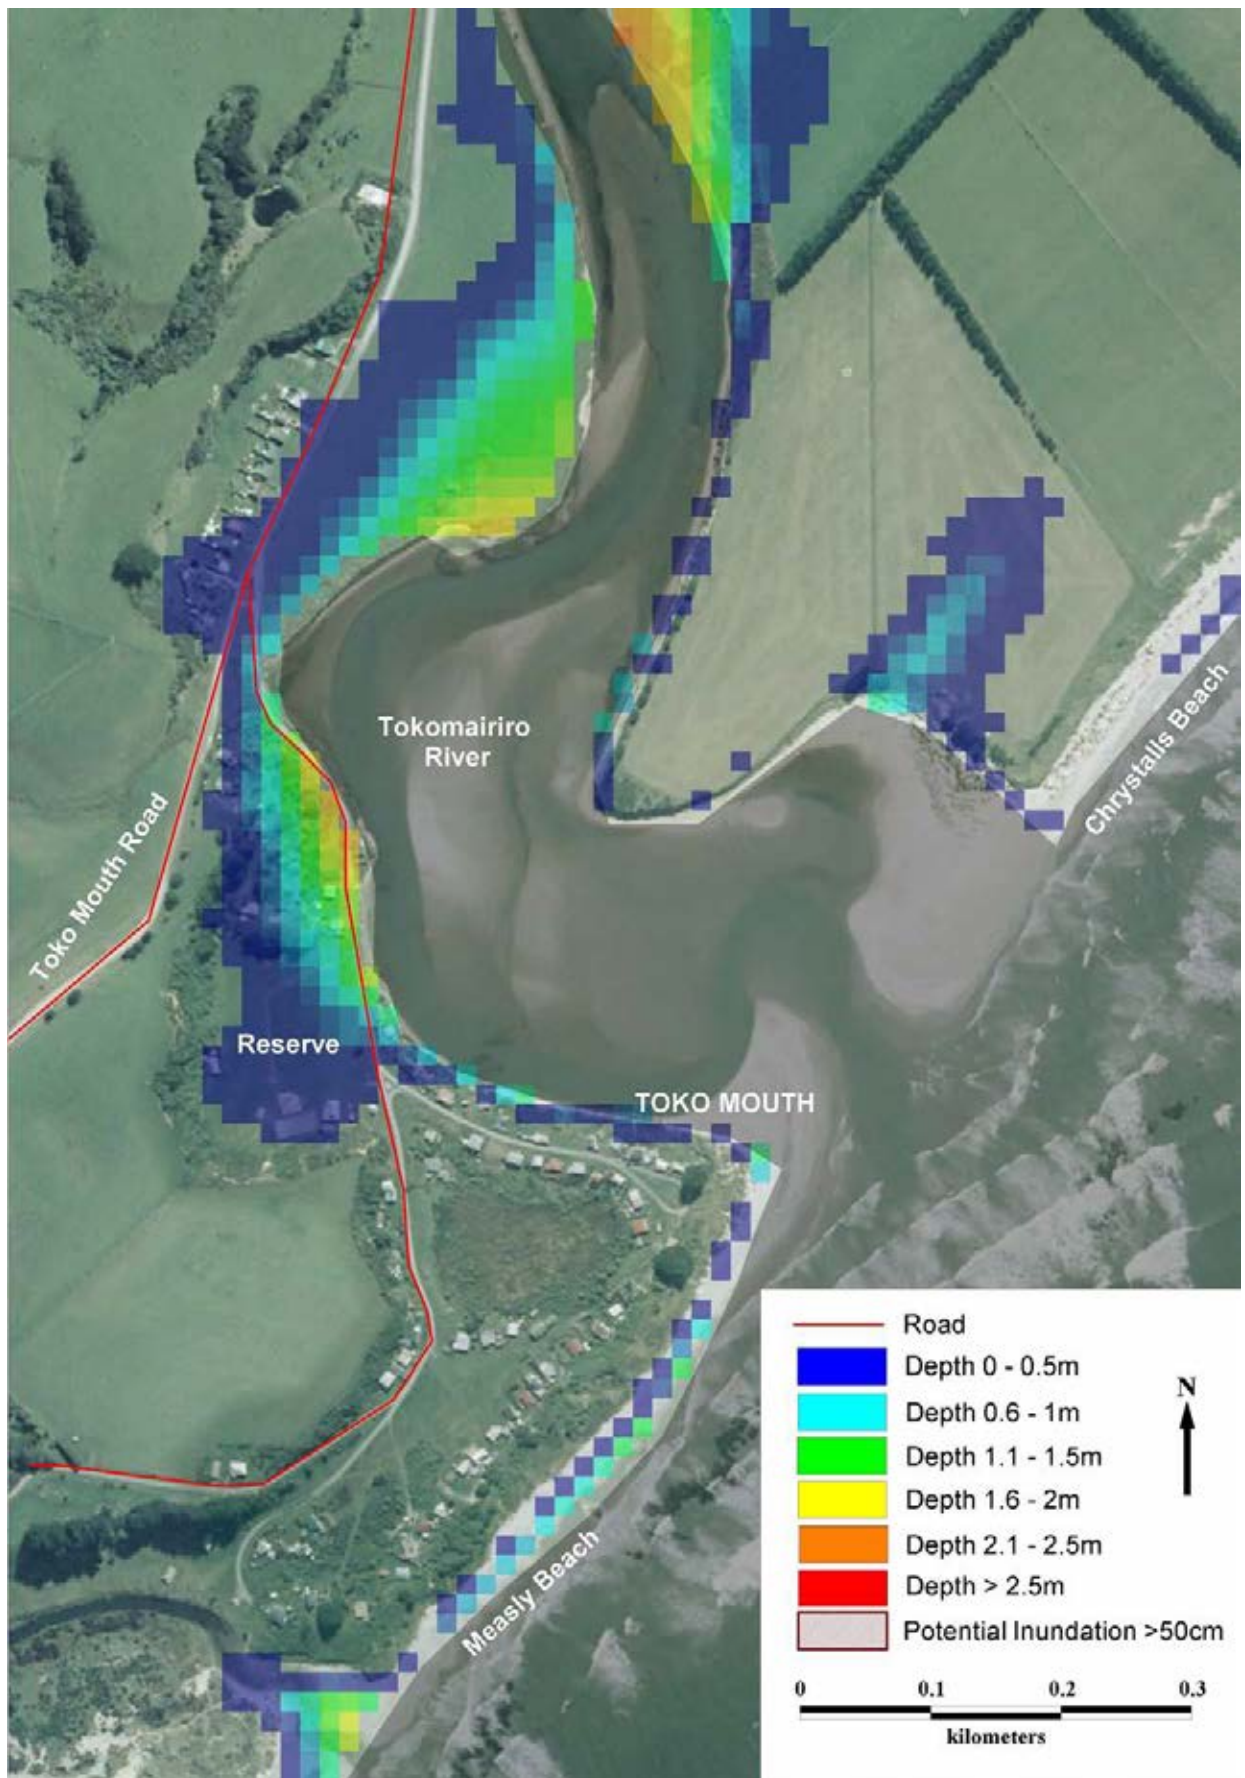 Tokomairiro
River
Chrystalls Beach
Toko Mouth Road
Reserve
TOKO MOUTH
Measly Beach
Road
Depth 0 - 0.5m
Depth 0.6 - 1m
Depth 1.1 - 1.5m
Depth 1.6 - 2m
Depth 2.1 - 2.5m
Depth > 2.5m
Potential Inundation >50cm
N
0 0.1 0.2 0.3
kilometers